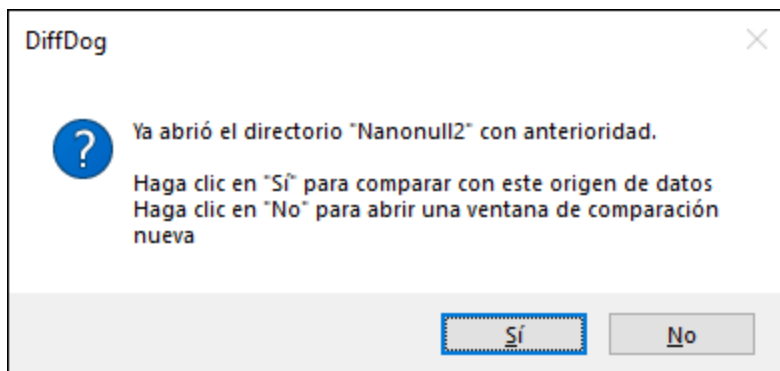 DiffDog
Ya abrió el directorio "Nanonull2" con anterioridad.
Haga clic en "Sí" para comparar con este origen de datos
Haga clic en "No" para abrir una ventana de comparación
nueva
Sí
No